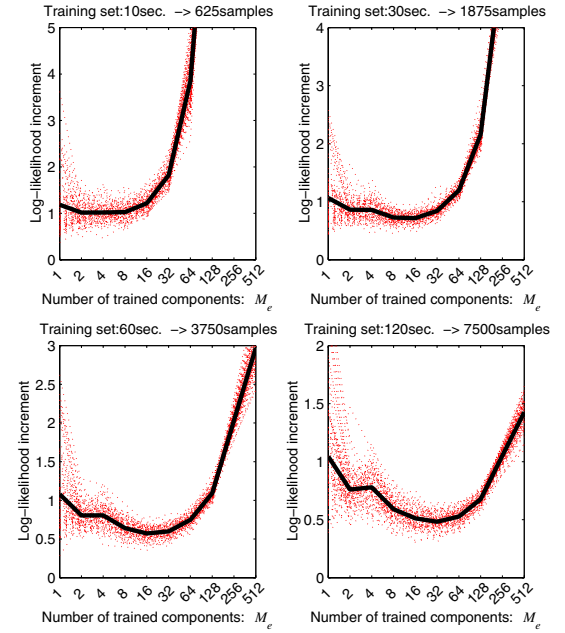 Training set:10sec. -> 625samples
Log-likelihood increment
5
4
3
2
1
0
1 2 4 8 16 32 64 128 256 512
Number of trained components: M_e
Training set:30sec. -> 1875samples
Log-likelihood increment
4
3
2
1
0
1 2 4 8 16 32 64 128 256 512
Number of trained components: M_e
Training set:60sec. -> 3750samples
Log-likelihood increment
3
2.5
2
1.5
1
0.5
0
1 2 4 8 16 32 64 128 256 512
Number of trained components: M_e
Training set:120sec. -> 7500samples
Log-likelihood increment
2
1.5
1
0.5
0
1 2 4 8 16 32 64 128 256 512
Number of trained components: M_e